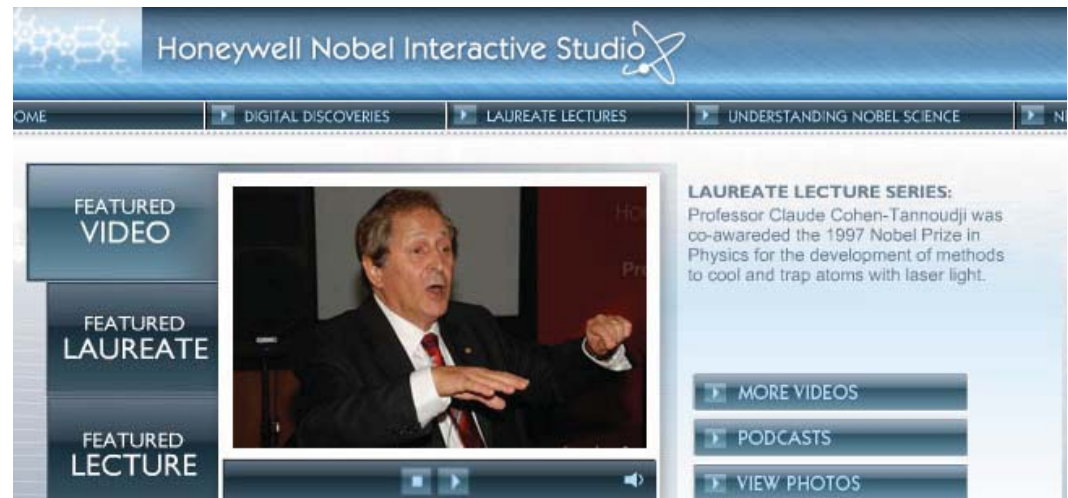 Honeywell Nobel Interactive Studio
OME
DIGITAL DISCOVERIES
LAUREATE LECTURES
UNDERSTANDING NOBEL SCIENCE
FEATURED
VIDEO
FEATURED
LAUREATE
FEATURED
LECTURE
Ho
Pr
LAUREATE LECTURE SERIES:
Professor Claude Cohen-Tannoudji was
co-awareded the 1997 Nobel Prize in
Physics for the development of methods
to cool and trap atoms with laser light.
MORE VIDEOS
PODCASTS
VIEW PHOTOS